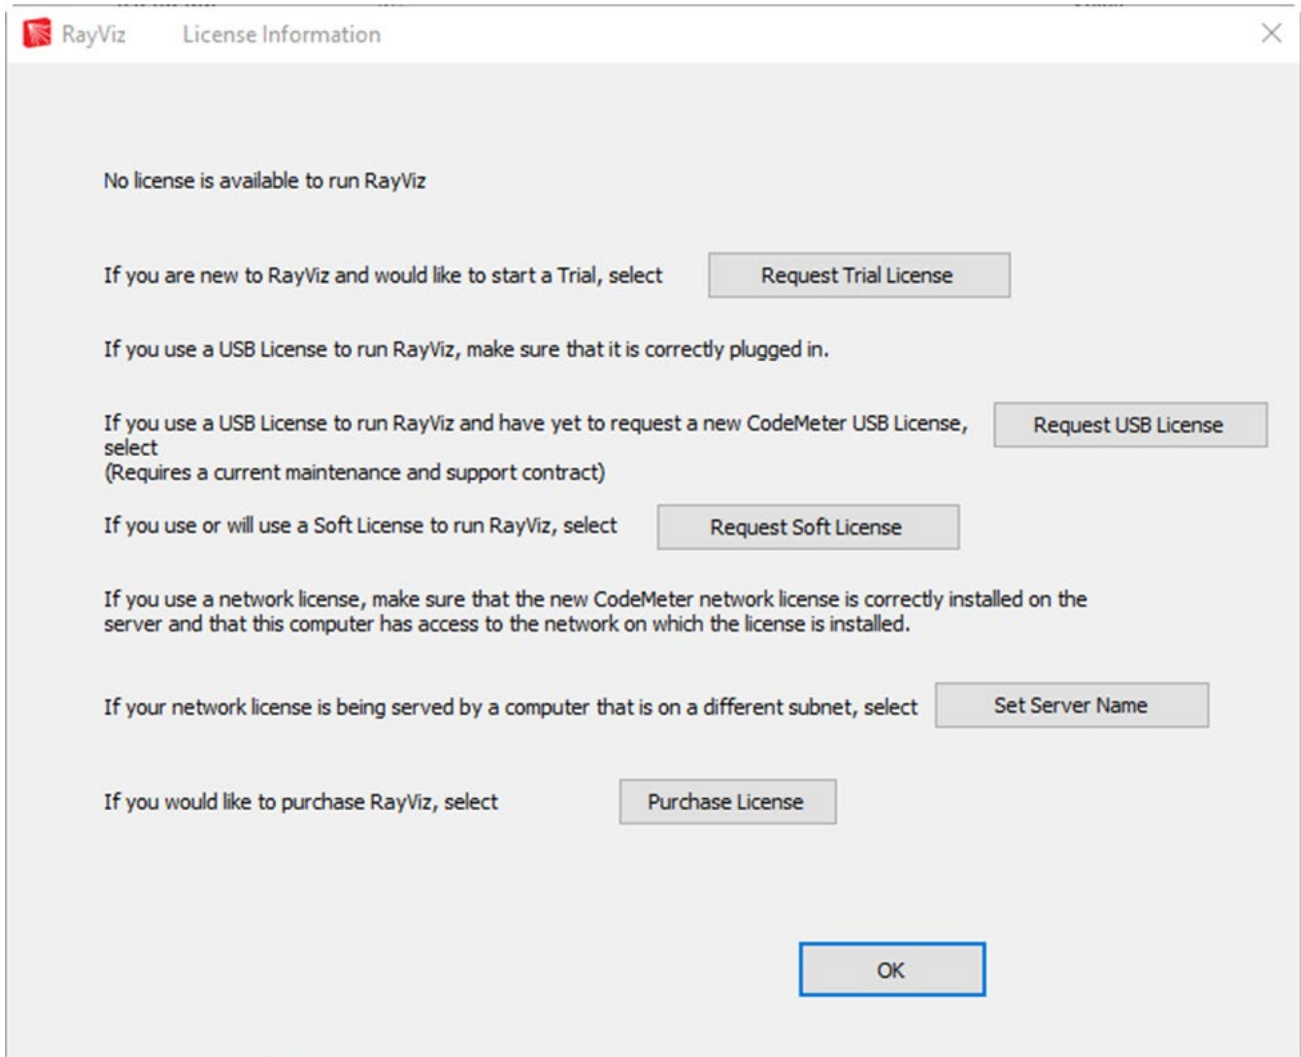 RayViz License Information
No license is available to run RayViz
If you are new to RayViz and would like to start a Trial, select Request Trial License
If you use a USB License to run RayViz, make sure that it is correctly plugged in.
If you use a USB License to run RayViz and have yet to request a new CodeMeter USB License, Request USB License
select
(Requires a current maintenance and support contract)
If you use or will use a Soft License to run RayViz, select Request Soft License
If you use a network license, make sure that the new CodeMeter network license is correctly installed on the
server and that this computer has access to the network on which the license is installed.
If your network license is being served by a computer that is on a different subnet, select Set Server Name
If you would like to purchase RayViz, select Purchase License
OK